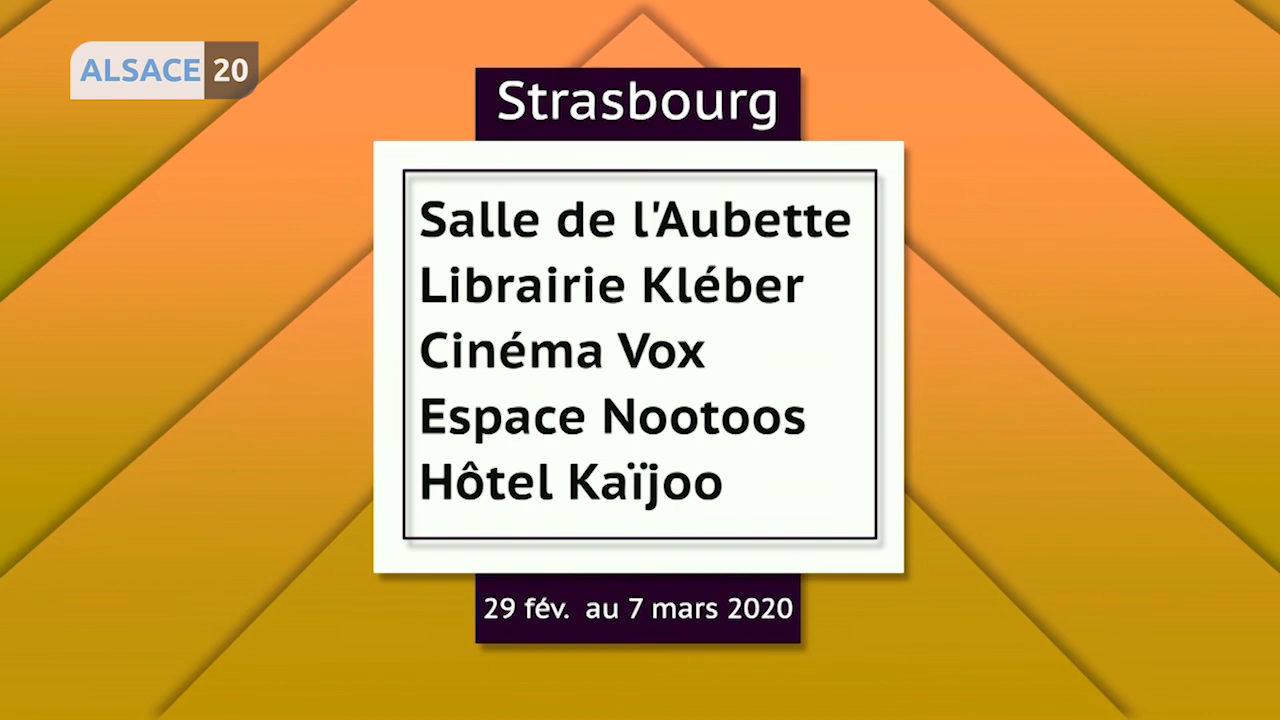 ALSACE 20
Strasbourg
Salle de l'Aubette
Librairie Kléber
Cinéma Vox
Espace Nootoos
Hôtel Kaïjoo
29 fév. au 7 mars 2020